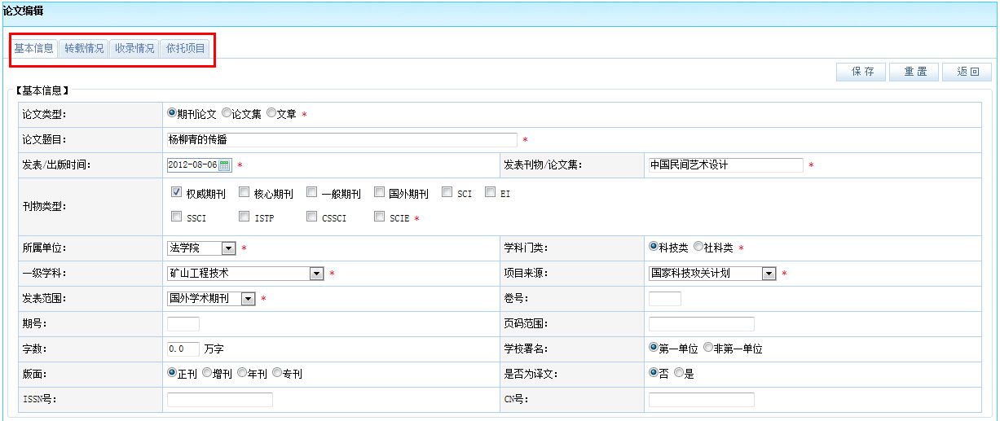 论文编辑
基本信息 转载情况 收录情况 依托项目
保 存 重 置 返 回
【基本信息】
论文类型: 期刊论文 论文集 文章 *
论文题目: 杨柳青的传播 *
发表/出版时间: 2012-08-06 * 发表刊物/论文集: 中国民间艺术设计 *
刊物类型: 权威期刊 核心期刊 一般期刊 国外期刊 SCI EI
SSCI ISTP CSSCI SCIE *
所属单位: 法学院 * 学科门类: 科技类 社科类 *
一级学科: 矿山工程技术 * 项目来源: 国家科技攻关计划 *
发表范围: 国外学术期刊 * 卷号:
期号: 页码范围:
字数: 0.0 万字 学校署名: 第一单位 非第一单位
版面: 正刊 增刊 年刊 专刊 是否为译文: 否 是
ISSN号: CN号: